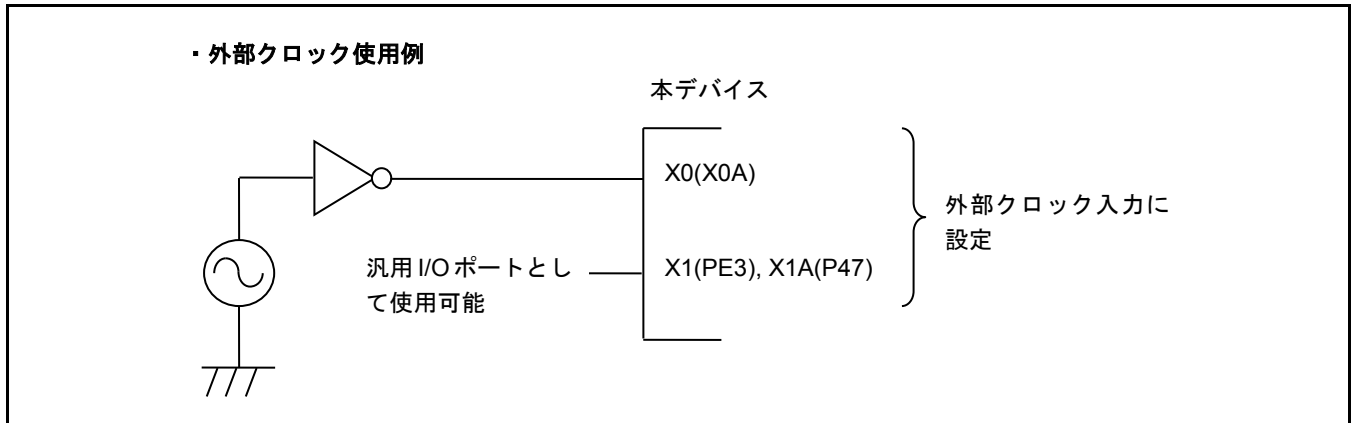 ・外部クロック使用例
本デバイス
X0(X0A)
外部クロック入力に
設定
汎用 I/O ポートとし
て使用可能
X1(PE3), X1A(P47)